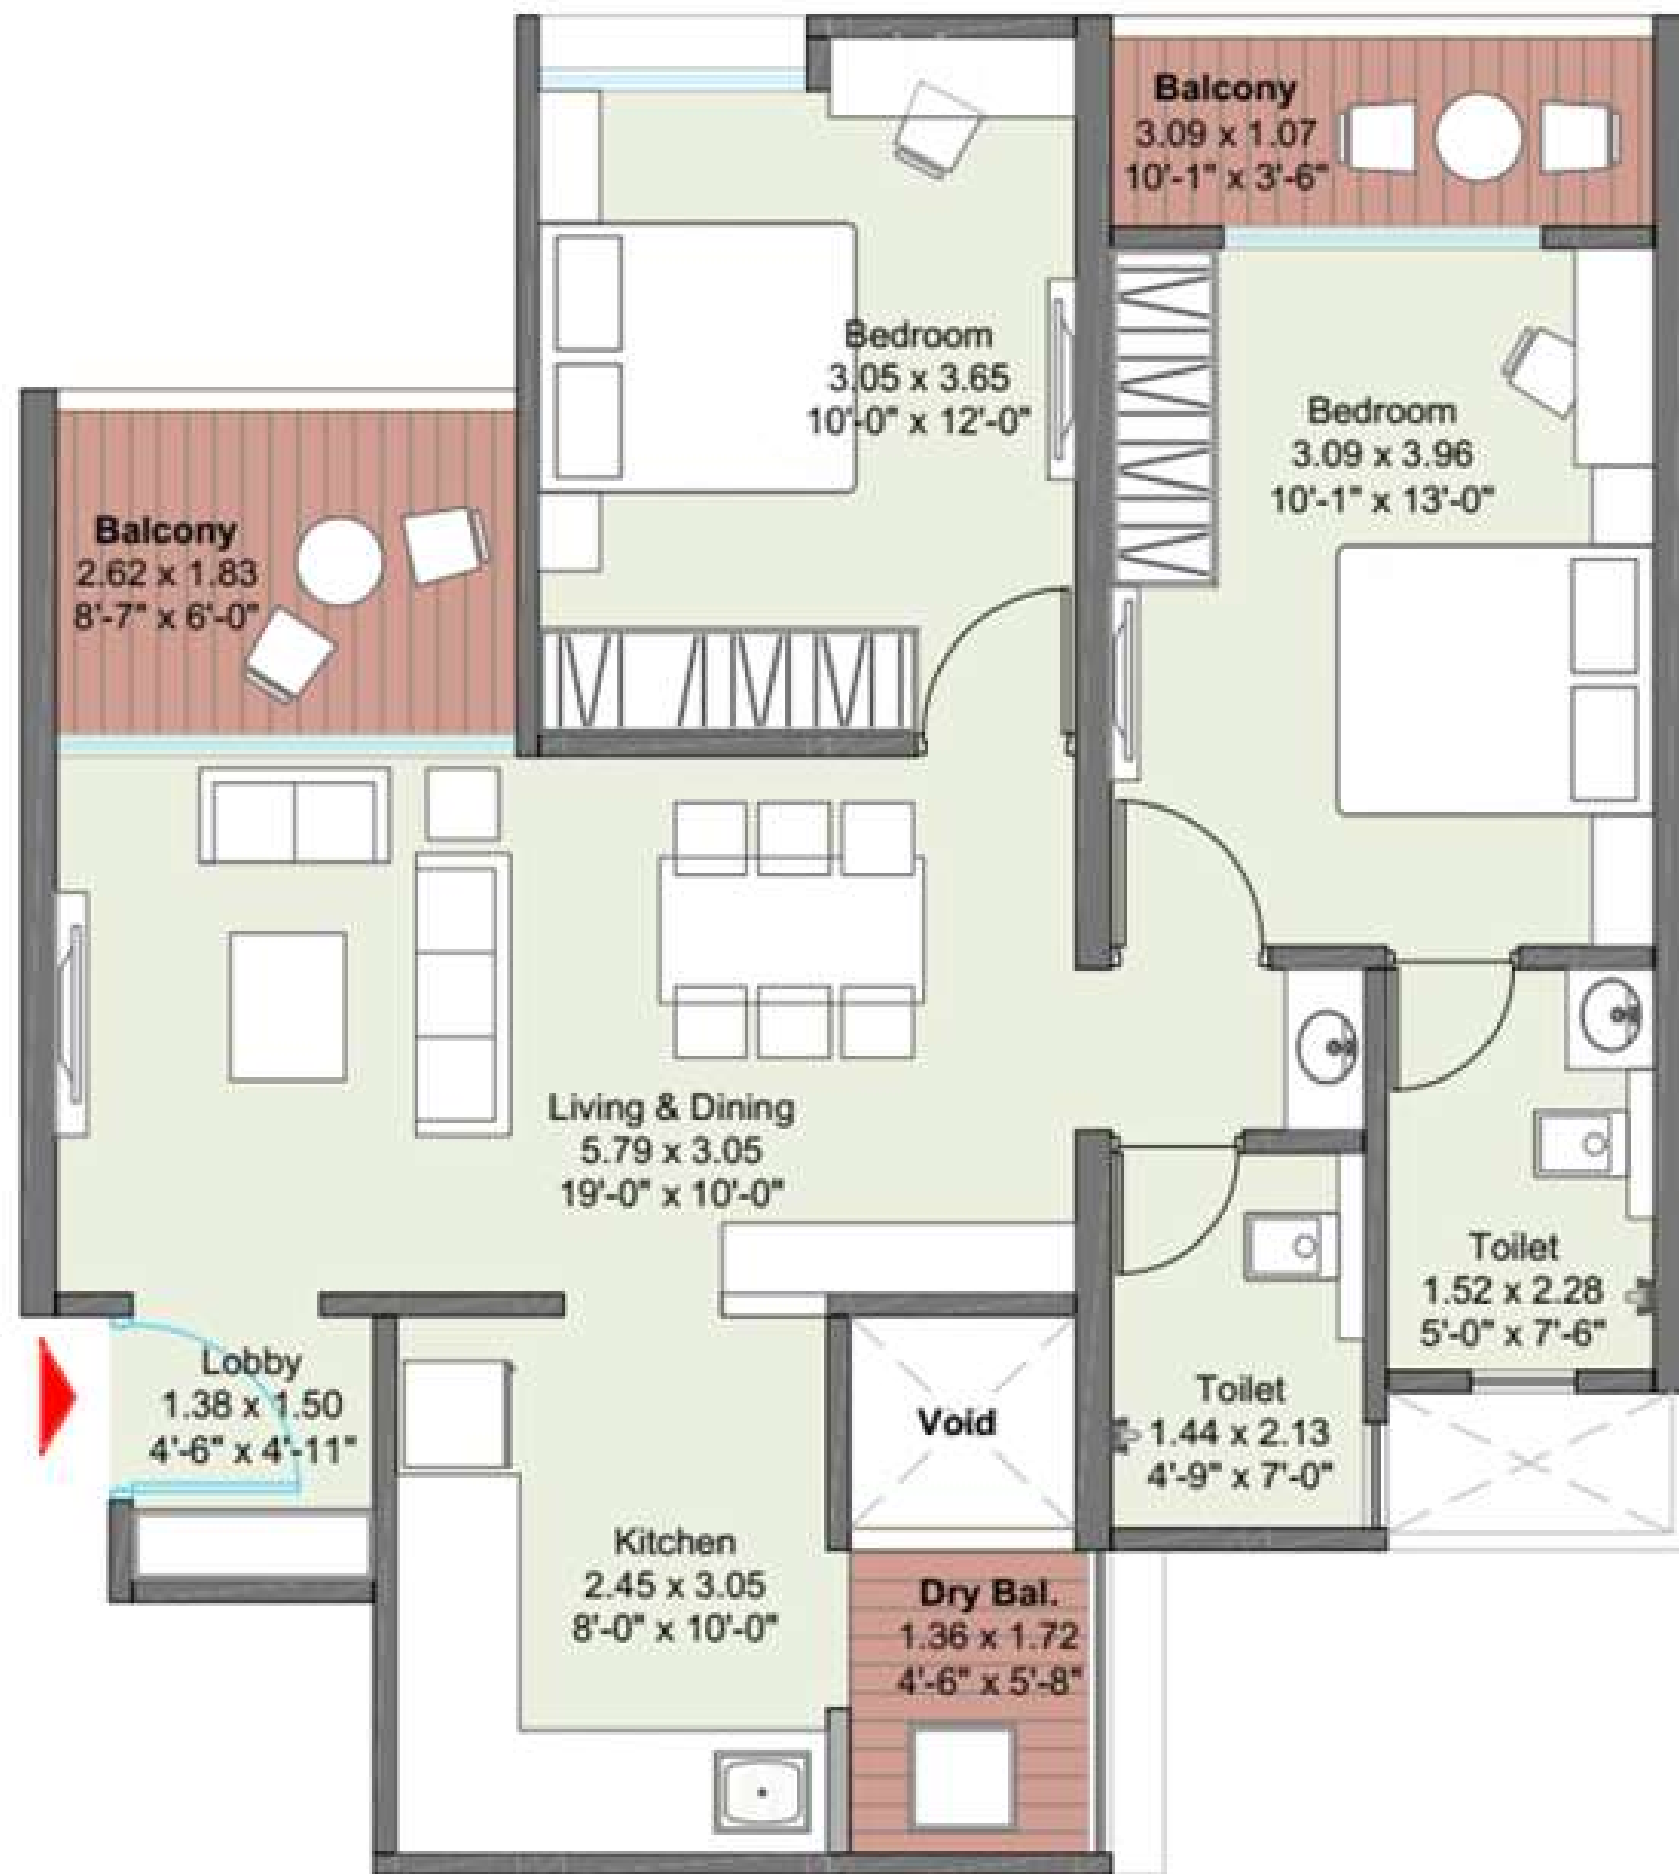 Balcony
3.09 x 1.07
10'-1" x 3'-6"
Bedroom
3.05 x 3.65
10'-0" x 12'-0"
Bedroom
3.09 x 3.96
10'-1" x 13'-0"
Balcony
2.62 x 1.83
8'-7" x 6'-0"
Living & Dining
5.79 x 3.05
19'-0" x 10'-0"
Toilet
1.52 x 2.28
5'-0" x 7'-6"
Lobby
1.38 x 1.50
4'-6" x 4'-11"
Void
Toilet
1.44 x 2.13
4'-9" x 7'-0"
Kitchen
2.45 x 3.05
8'-0" x 10'-0"
Dry Bal.
1.36 x 1.72
4'-6" x 5'-8"